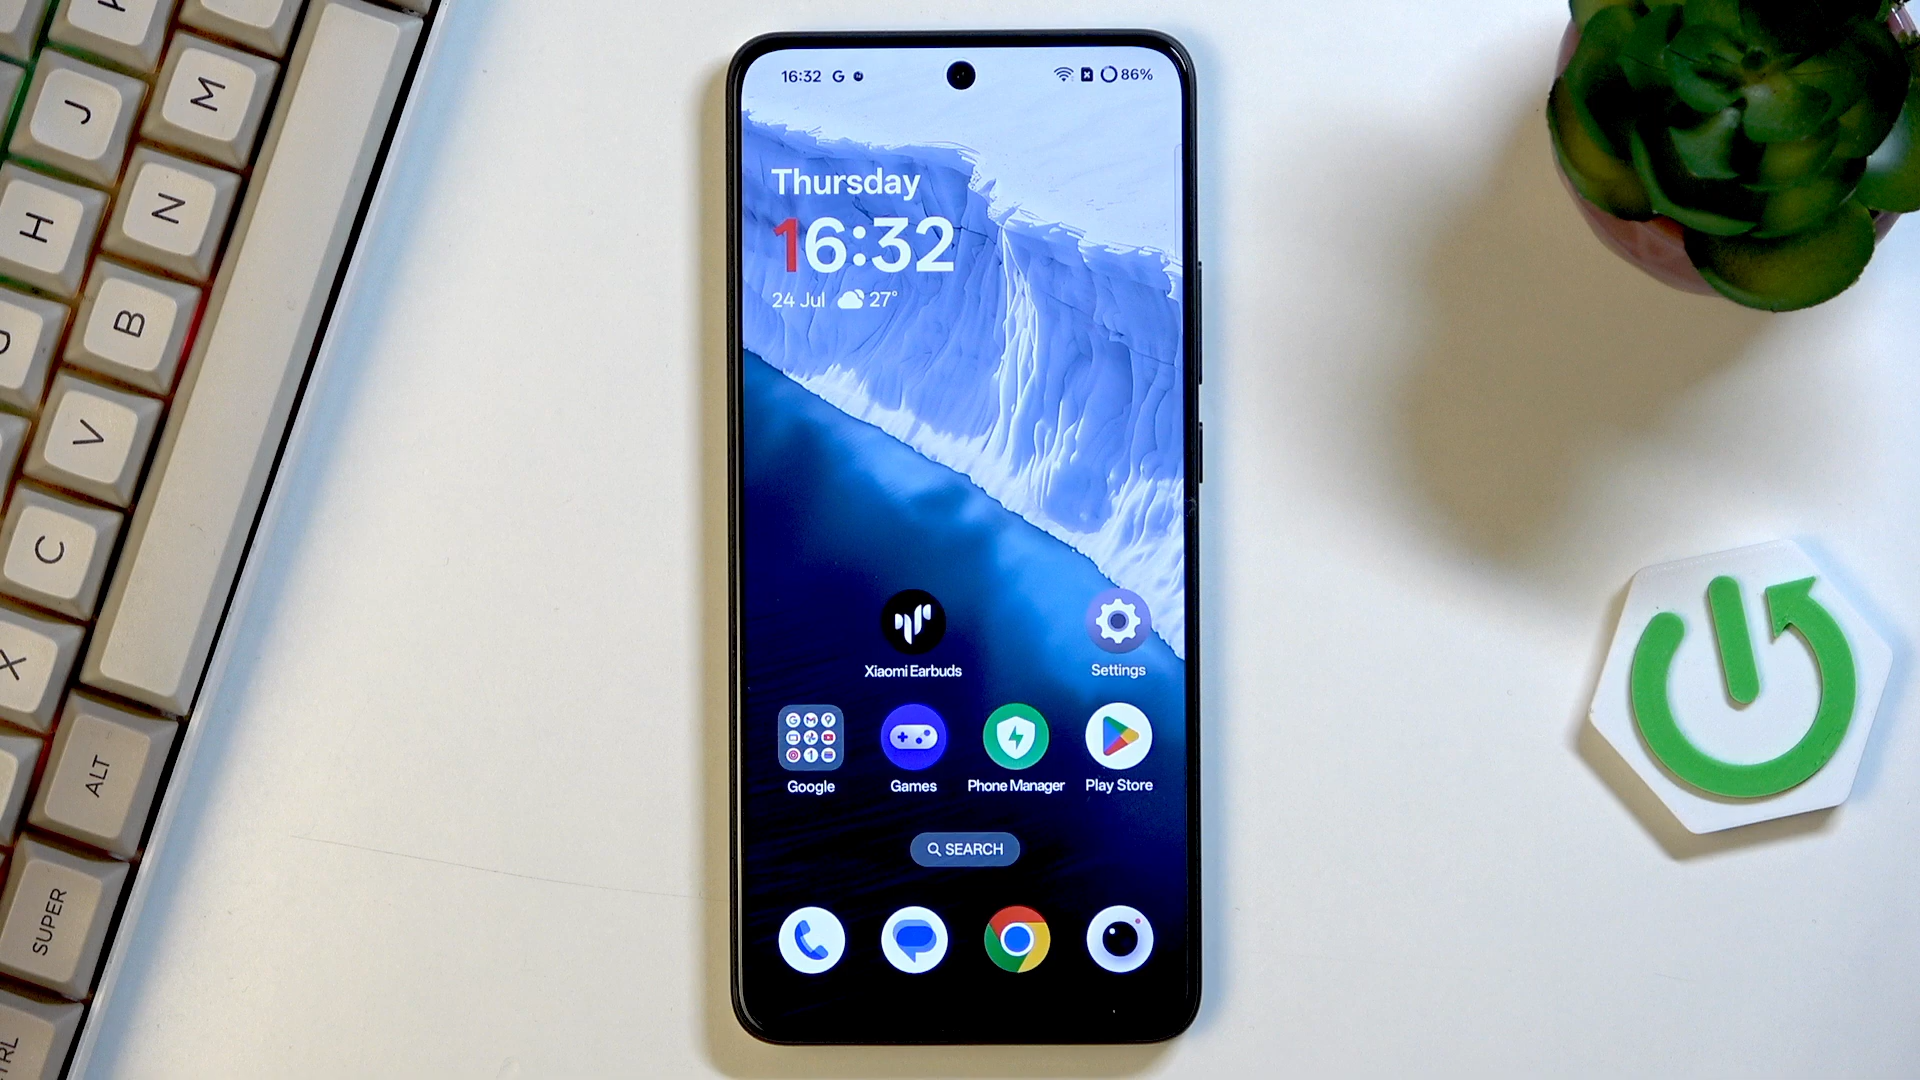 16:32 G 86%
Thursday
16:32
24 Jul 27°
Xiaomi Earbuds
Settings
Google
Games
Phone Manager
Play Store
SEARCH
J
M
H
N
B
V
C
X
ALT
SUPER